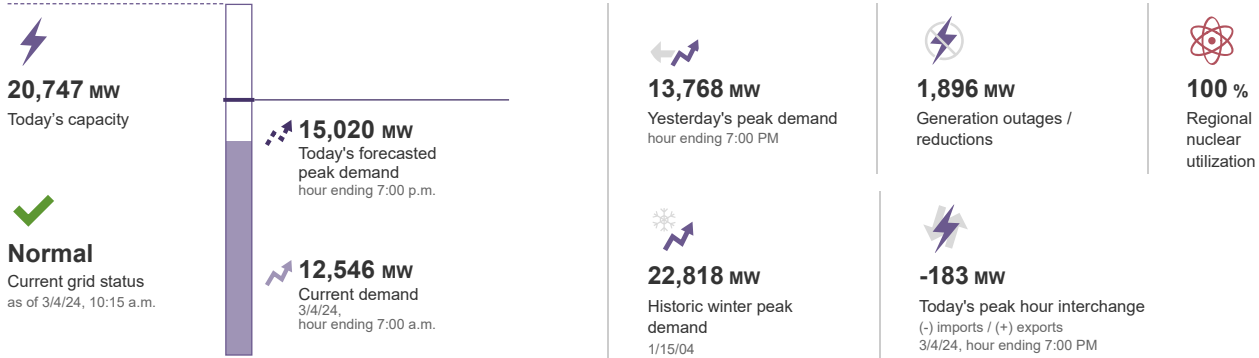 20,747 MW
Today's capacity
Normal
Current grid status
as of 3/4/24, 10:15 a.m.
15,020 MW
Today's forecasted
peak demand
hour ending 7:00 p.m.
12,546 MW
Current demand
3/4/24,
hour ending 7:00 a.m.
13,768 MW
Yesterday's peak demand
hour ending 7:00 PM
1,896 MW
Generation outages /
reductions
100 %
Regional
nuclear
utilization
22,818 MW
Historic winter peak
demand
1/15/04
-183 MW
Today's peak hour interchange
(-) imports / (+) exports
3/4/24, hour ending 7:00 PM